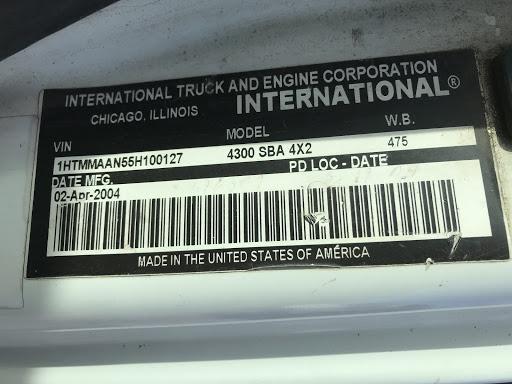 INTERNATIONAL TRUCK AND ENGINE CORPORATION
CHICAGO, ILLINOIS INTERNATIONAL®
VIN MODEL W.B.
1HTMMAAN55H100127 4300 SBA 4X2 475
DATE MFG. PD LOC - DATE
02-Apr-2004
MADE IN THE UNITED STATES OF AMÉRICA